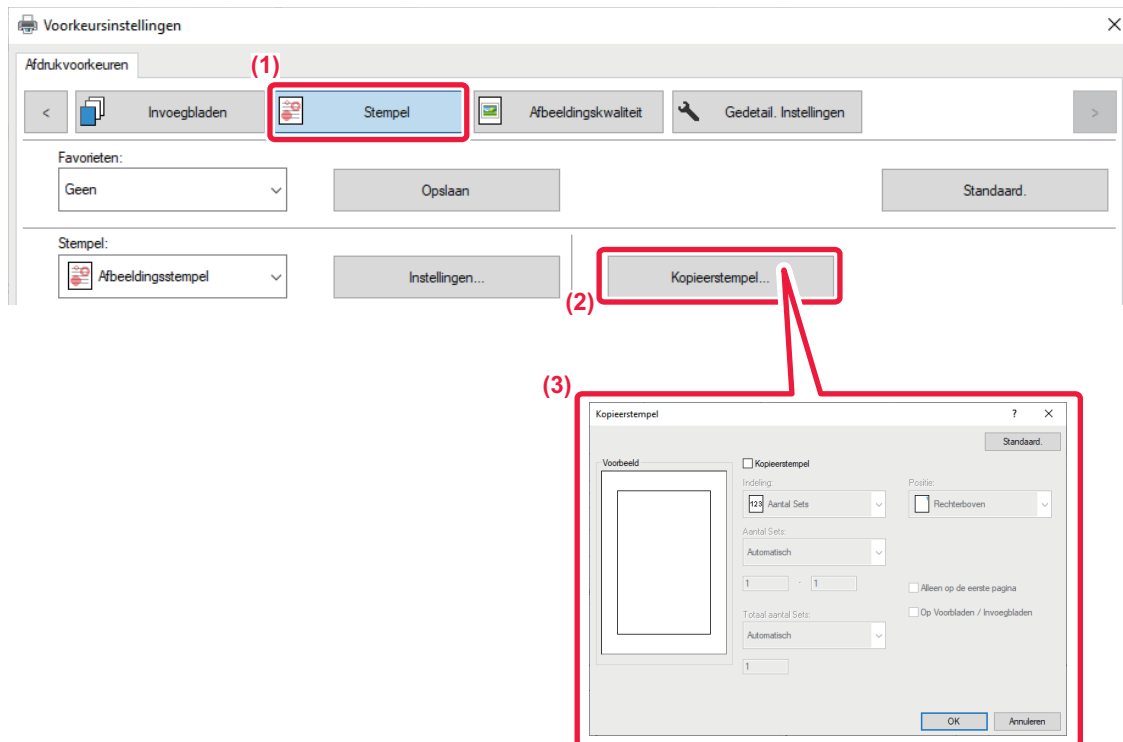 Voorkeursinstellingen
Afdrukvoorkeuren
(1)
< Invoegbladen Stempel Afbeeldingskwaliteit Gedetail. Instellingen >
Favorieten:
Geen Opslaan Standaard.
Stempel:
Afbeeldingsstempel Instellingen... Kopieerstempel...
(2)
(3)
Kopieerstempel ?
Standaard.
Voorbeeld Kopieerstempel
Indeling: Positie:
123 Aantal Sets 1 Rechterboven
Aantal Sets:
Automatisch
1 - 1 Alleen op de eerste pagina
Totaal aantal Sets: Op Voorbladen / Invoegbladen
Automatisch
1
OK Annuleren